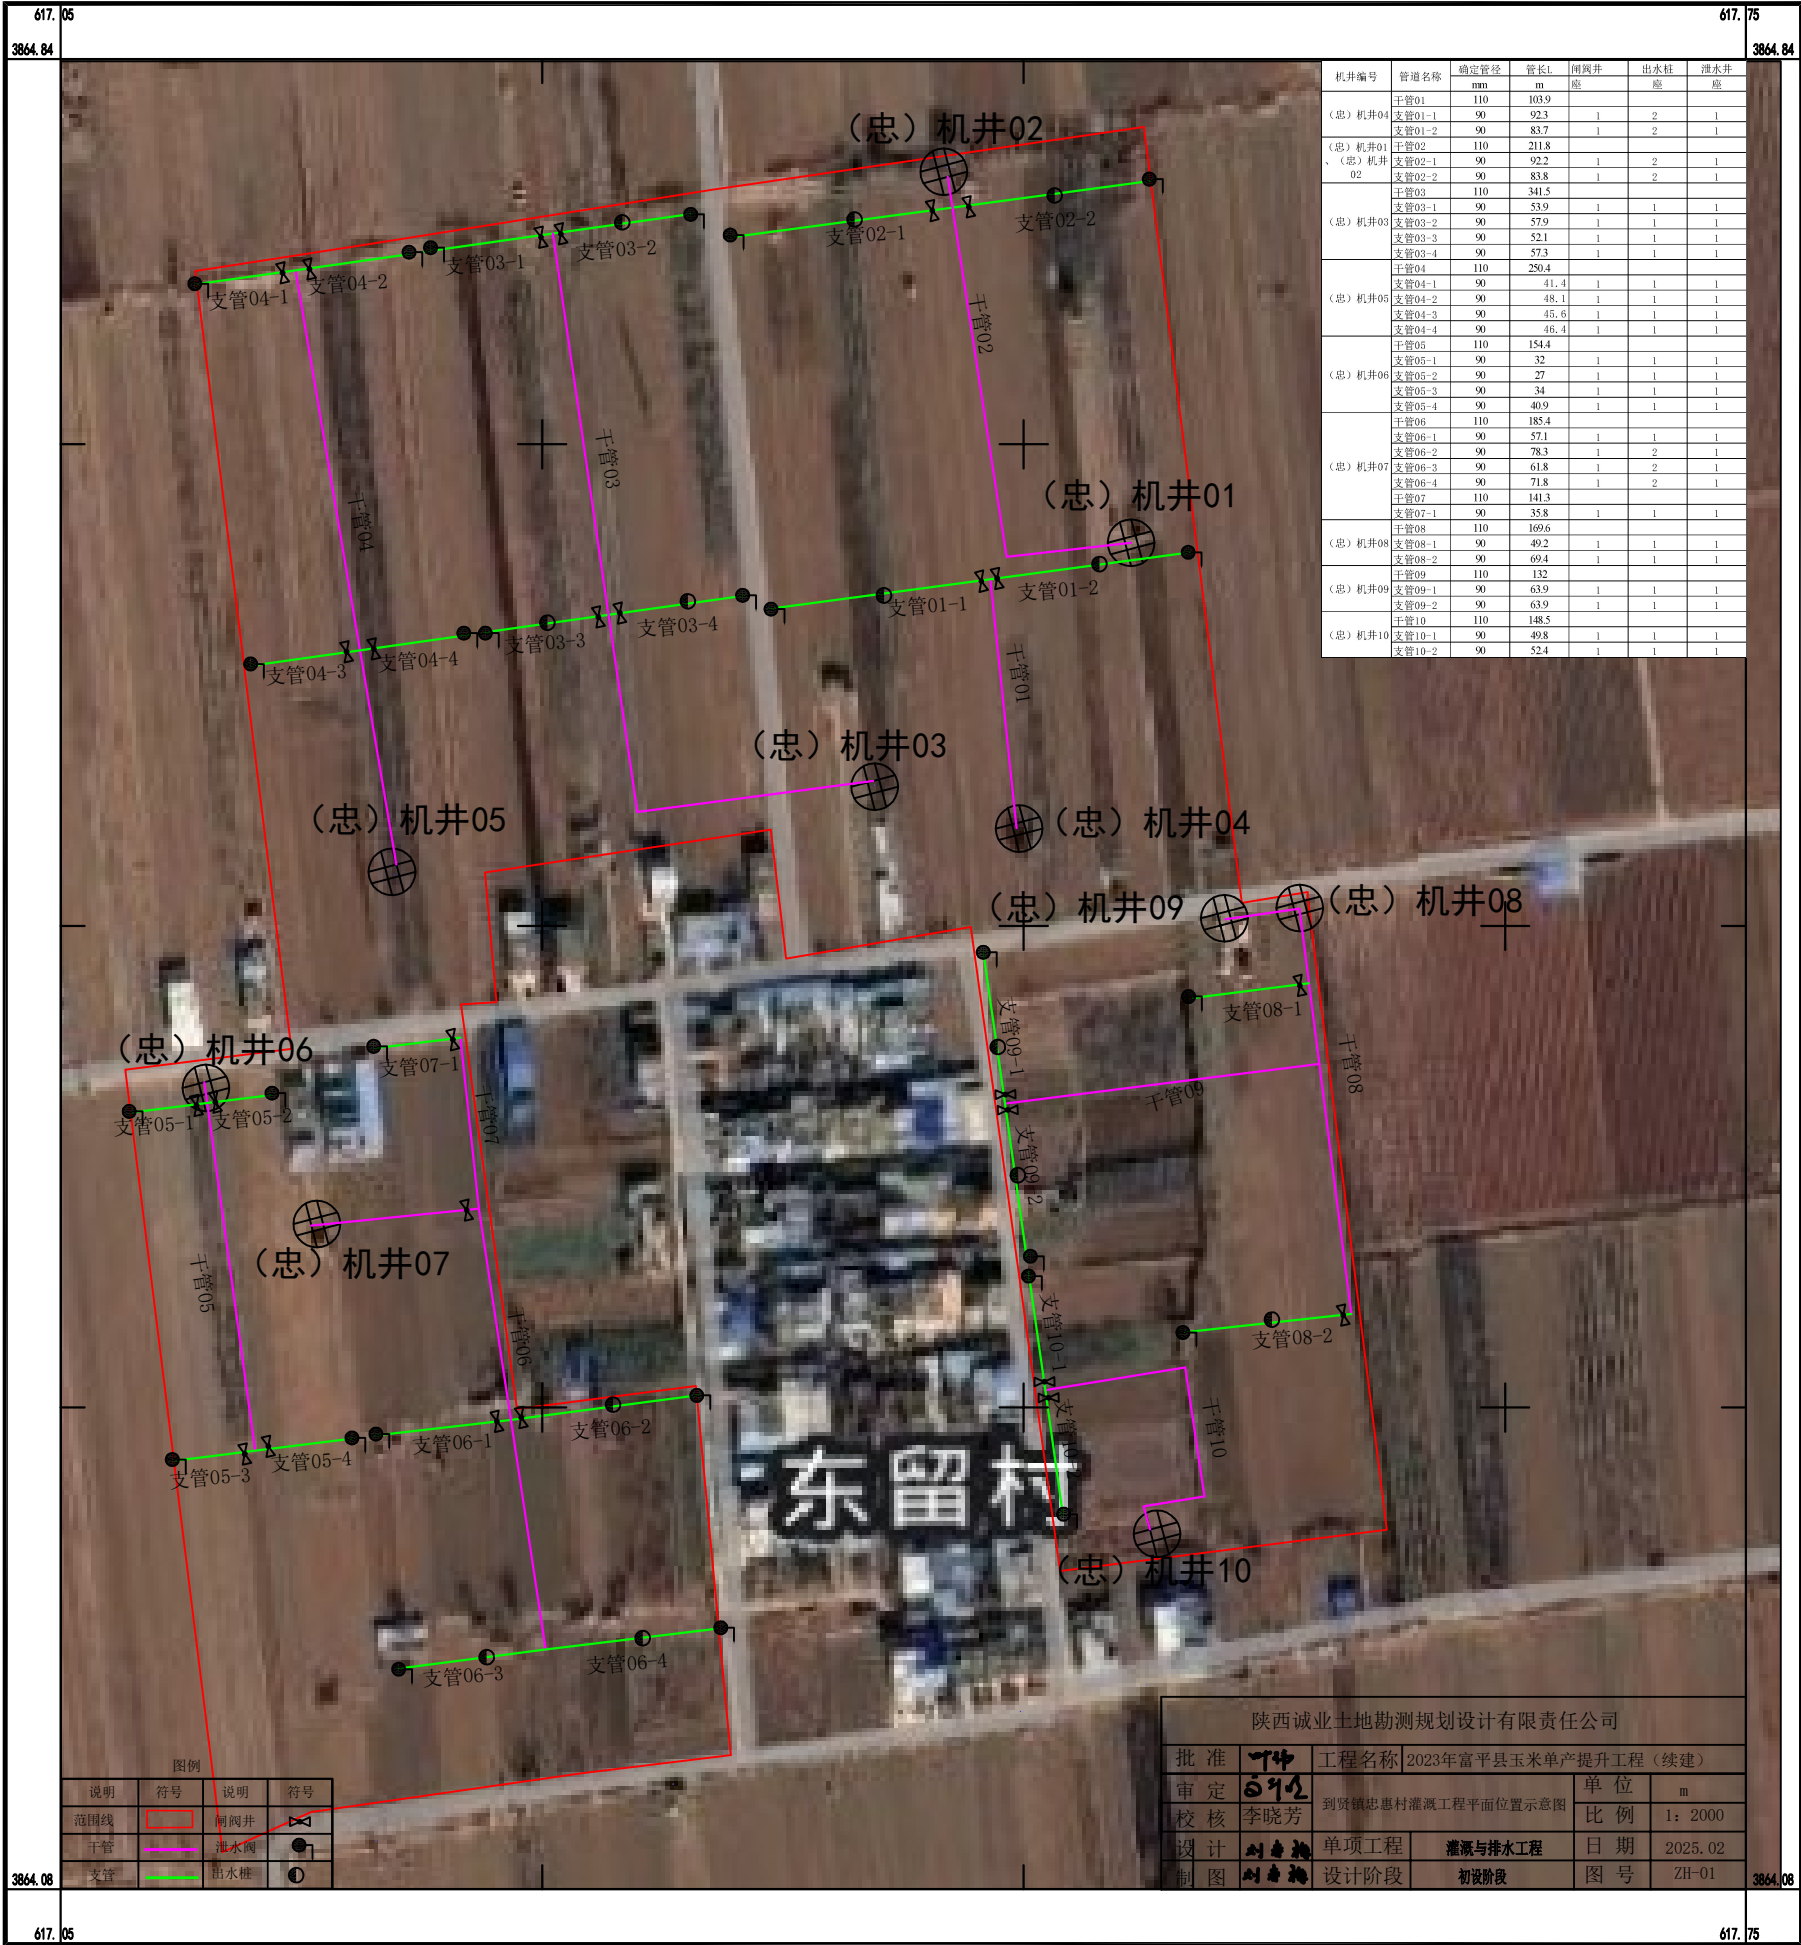 617.05
617.75
3864.84
3864.84
机井编号 管道名称 确定管径 管长L 闸阀井 出水桩 泄水井
mm m 座 座 座
(忠)机井04
干管01 110 103.9
支管01-1 90 92.3 1 2 1
支管01-2 90 83.7 1 2 1
(忠)机井01、(忠)机井02
干管02 110 211.8
支管02-1 90 92.2 1 2 1
支管02-2 90 83.8 1 2 1
(忠)机井03
干管03 110 341.5
支管03-1 90 53.9 1 1 1
支管03-2 90 57.9 1 1 1
支管03-3 90 52.1 1 1 1
支管03-4 90 57.3 1 1 1
(忠)机井05
干管04 110 250.4
支管04-1 90 41.4 1 1 1
支管04-2 90 48.1 1 1 1
支管04-3 90 45.6 1 1 1
支管04-4 90 46.4 1 1 1
(忠)机井06
干管05 110 154.4
支管05-1 90 32 1 1 1
支管05-2 90 27 1 1 1
支管05-3 90 34 1 1 1
支管05-4 90 40.9 1 1 1
(忠)机井07
干管06 110 185.4
支管06-1 90 57.1 1 1 1
支管06-2 90 78.3 1 2 1
支管06-3 90 61.8 1 2 1
支管06-4 90 71.8 1 2 1
干管07 110 141.3
支管07-1 90 35.8 1 1 1
(忠)机井08
干管08 110 169.6
支管08-1 90 49.2 1 1 1
支管08-2 90 69.4 1 1 1
(忠)机井09
干管09 110 132
支管09-1 90 63.9 1 1 1
支管09-2 90 63.9 1 1 1
(忠)机井10
干管10 110 148.5
支管10-1 90 49.8 1 1 1
支管10-2 90 52.4 1 1 1
(忠)机井02
支管02-1
支管02-2
支管03-1
支管03-2
支管04-1
支管04-2
干管02
干管03
干管04
(忠)机井01
支管01-1
支管01-2
支管03-3
支管03-4
支管04-3
支管04-4
干管01
(忠)机井03
(忠)机井05
(忠)机井04
(忠)机井09
(忠)机井08
支管08-1
支管09-1
干管08
干管09
(忠)机井06
支管07-1
支管05-1
支管05-2
干管07
支管09-2
(忠)机井07
干管05
干管06
支管10-1
支管08-2
干管10
支管10
支管06-1
支管06-2
支管05-3
支管05-4
东留村
(忠)机井10
支管06-3
支管06-4
图例
说明 符号 说明 符号
范围线 闸阀井
干管 泄水阀
支管 出水桩
陕西诚业土地勘测规划设计有限责任公司
批准 工程名称 2023年富平县玉米单产提升工程(续建)
审定 到贤镇忠惠村灌溉工程平面位置示意图 单位 m
校核 李晓芳 比例 1:2000
设计 单项工程 灌溉与排水工程 日期 2025.02
制图 设计阶段 初设阶段 图号 ZH-01
3864.08
3864.08
617.05
617.75